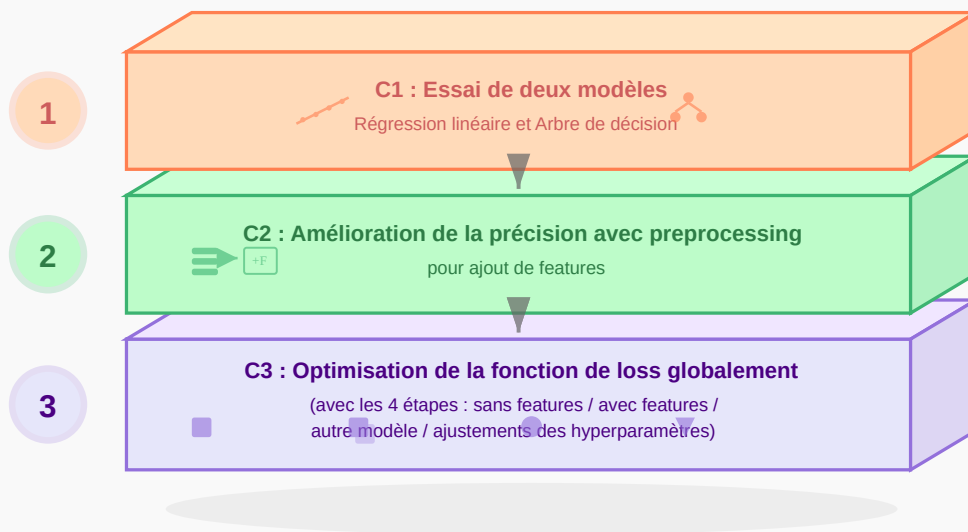 1
C1 : Essai de deux modèles
Régression linéaire et Arbre de décision
2
C2 : Amélioration de la précision avec preprocessing
+F
pour ajout de features
3
C3 : Optimisation de la fonction de loss globalement
(avec les 4 étapes : sans features / avec features /
autre modèle / ajustements des hyperparamètres)